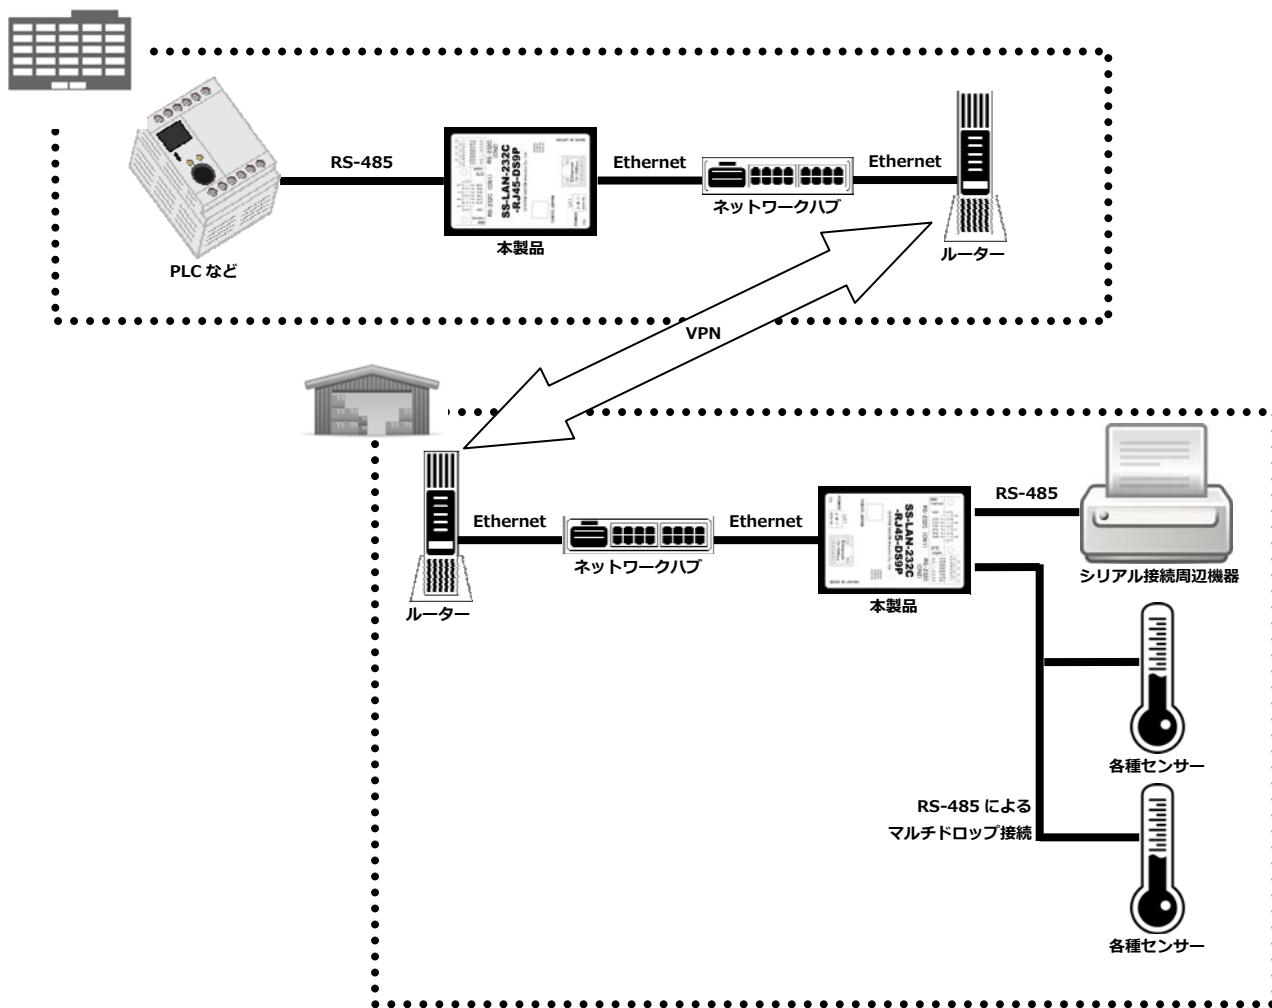 RS-485
Ethernet
Ethernet
SS-LAN-232C
-RJ45-DS9P
ネットワークハブ
本製品
ルーター
PLC など
VPN
RS-485
Ethernet
Ethernet
SS-LAN-232C
-RJ45-DS9P
ネットワークハブ
シリアル接続周辺機器
ルーター
本製品
各種センサー
RS-485 による
マルチドロップ接続
各種センサー